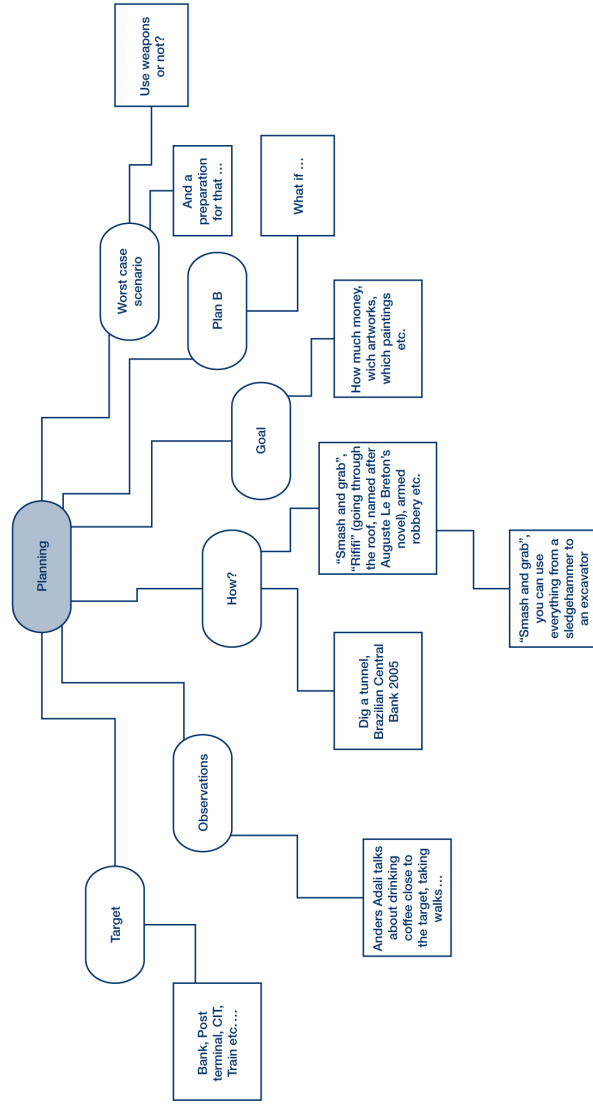 Planning
Target
Bank, Post
terminal, CIT,
Train etc.…
Observations
Anders Adali talks
about drinking
coffee close to
the target, taking
walks…
How?
Dig a tunnel,
Brazilian Central
Bank 2005
“Smash and grab”,
“Rififi” (going through
the roof, named after
Auguste Le Breton’s
novel), armed
robbery etc.
“Smash and grab”,
you can use
everything from a
sledgehammer to
an excavator
Goal
How much money,
wich artworks,
which paintings
etc.
Plan B
What if …
Worst case
scenario
And a
preparation
for that …
Use weapons
or not?